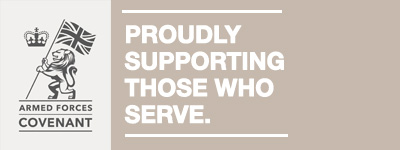 ARMED FORCES
COVENANT
PROUDLY
SUPPORTING
THOSE WHO
SERVE.